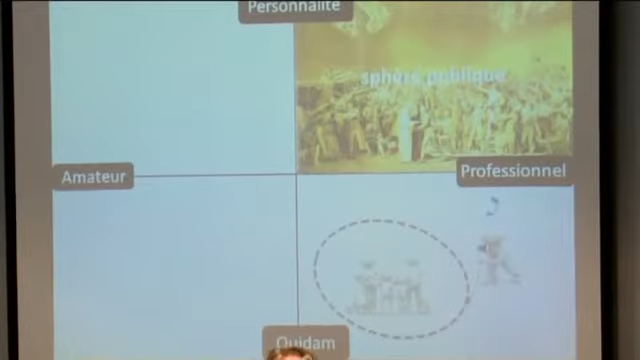 Personnalité
sphère publique
Amateur
Professionnel
Quidam